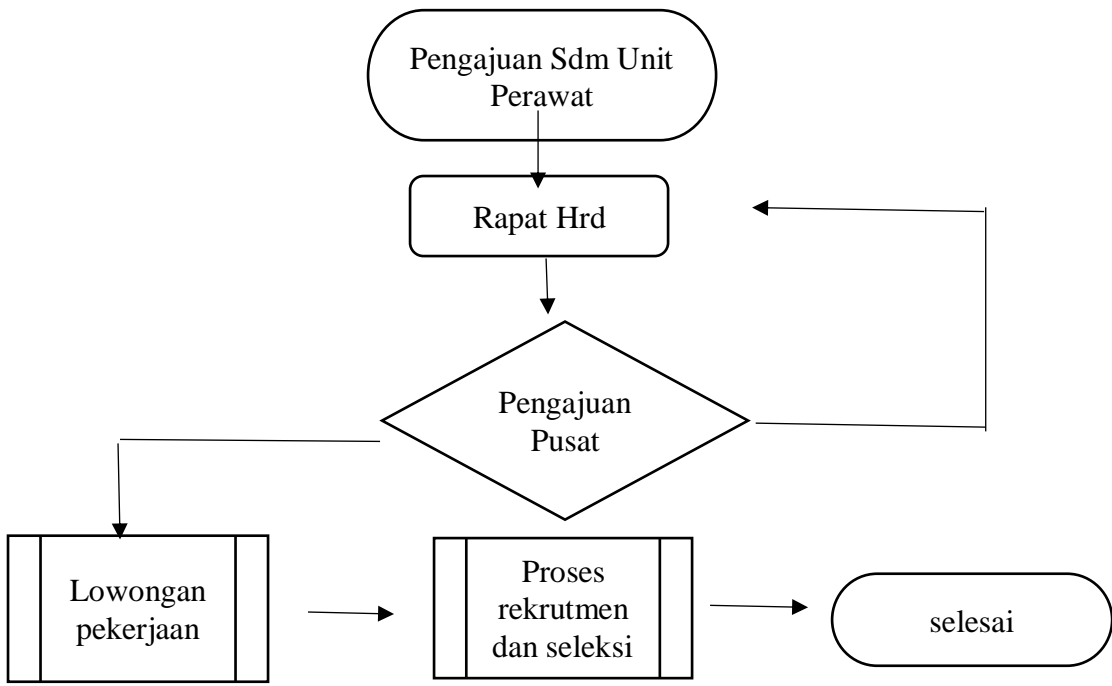 Pengajuan Sdm Unit
Perawat
Rapat Hrd
Pengajuan
Pusat
Lowongan
pekerjaan
Proses
rekrutmen
dan seleksi
selesai